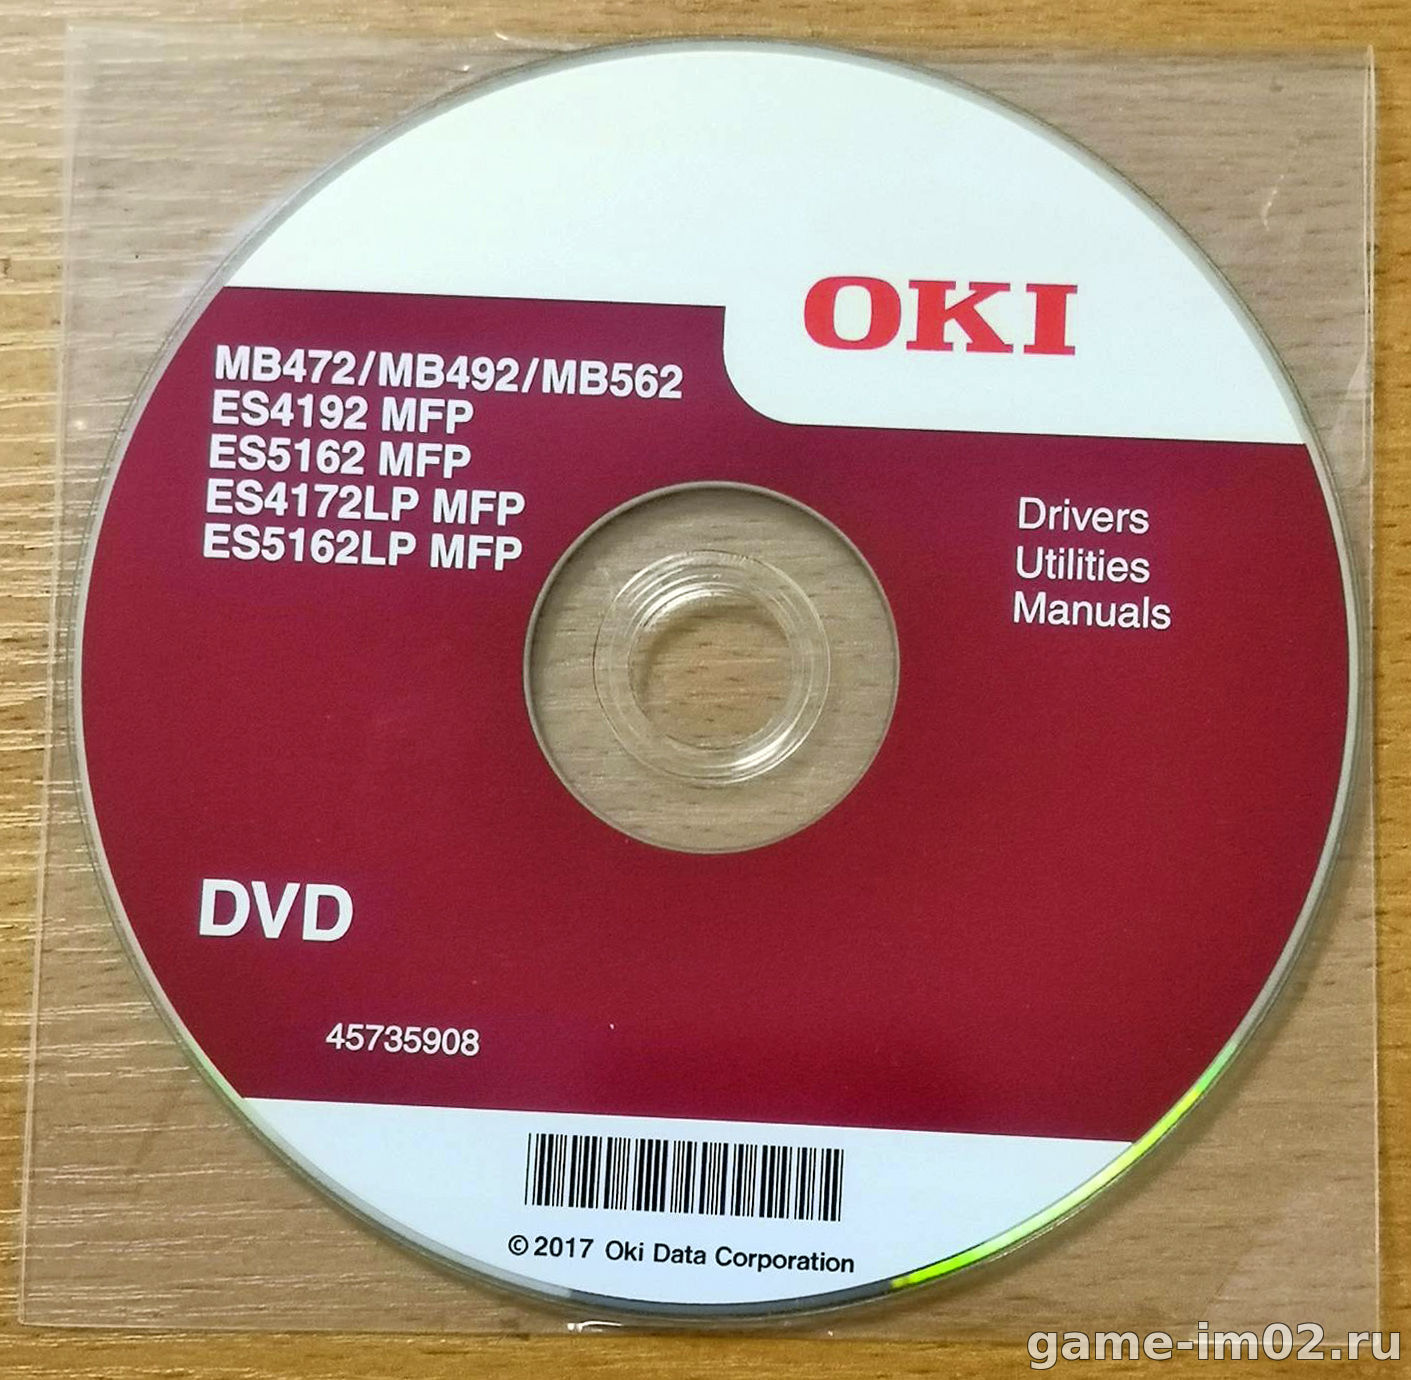 OKI
MB472/MB492/MB562
ES4192 MFP
ES5162 MFP
ES4172LP MFP
ES5162LP MFP
Drivers
Utilities
Manuals
DVD
45735908
© 2017 Oki Data Corporation
game-im02.ru